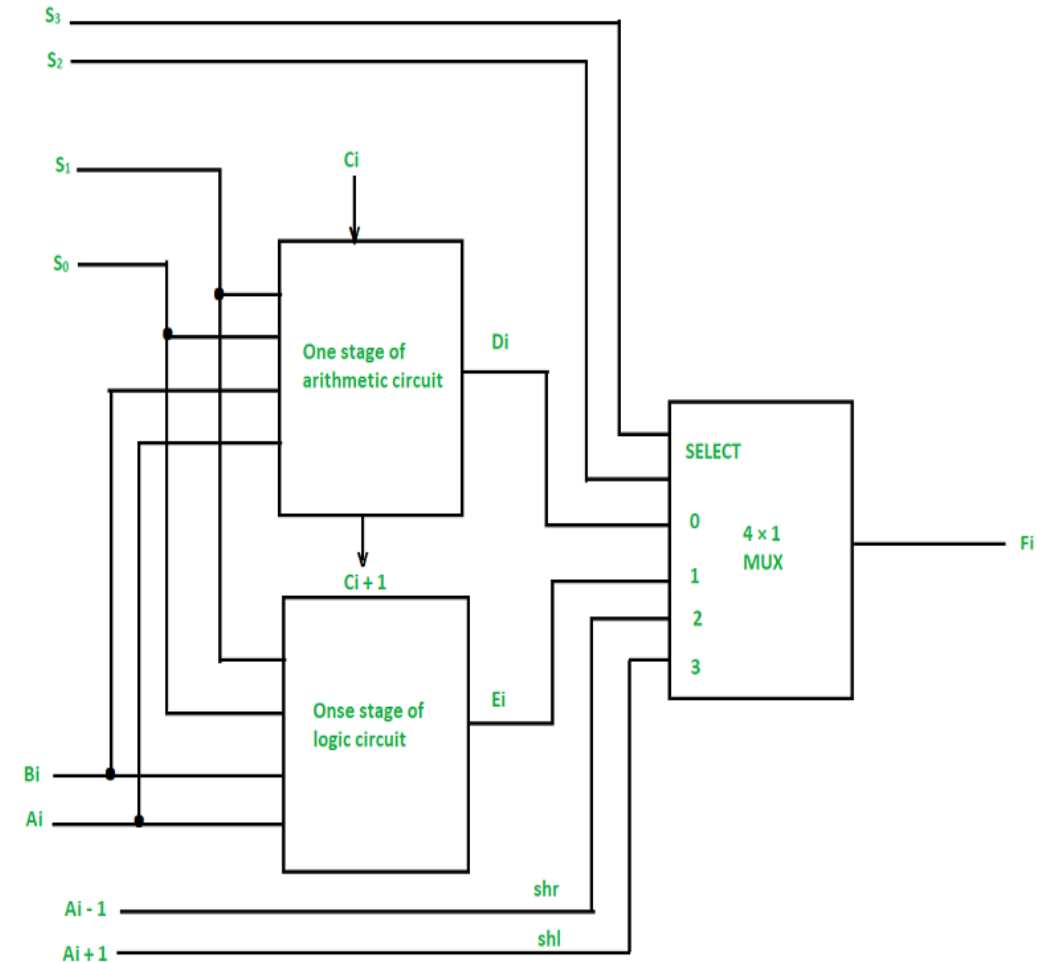 S₃
S₂
S₁
Ci
S₀
Di
One stage of
arithmetic circuit
SELECT
0
4 × 1
MUX
Fi
1
Ci + 1
2
3
Ei
Onse stage of
logic circuit
Bi
Ai
shr
Ai - 1
shl
Ai + 1